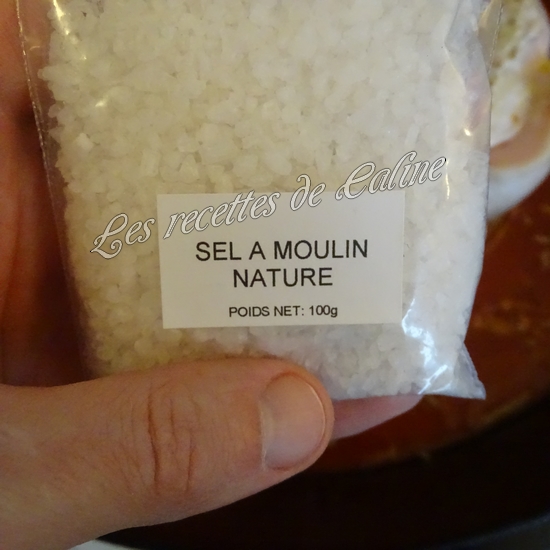 Les recettes de Caline
SEL A MOULIN
NATURE
POIDS NET: 100g